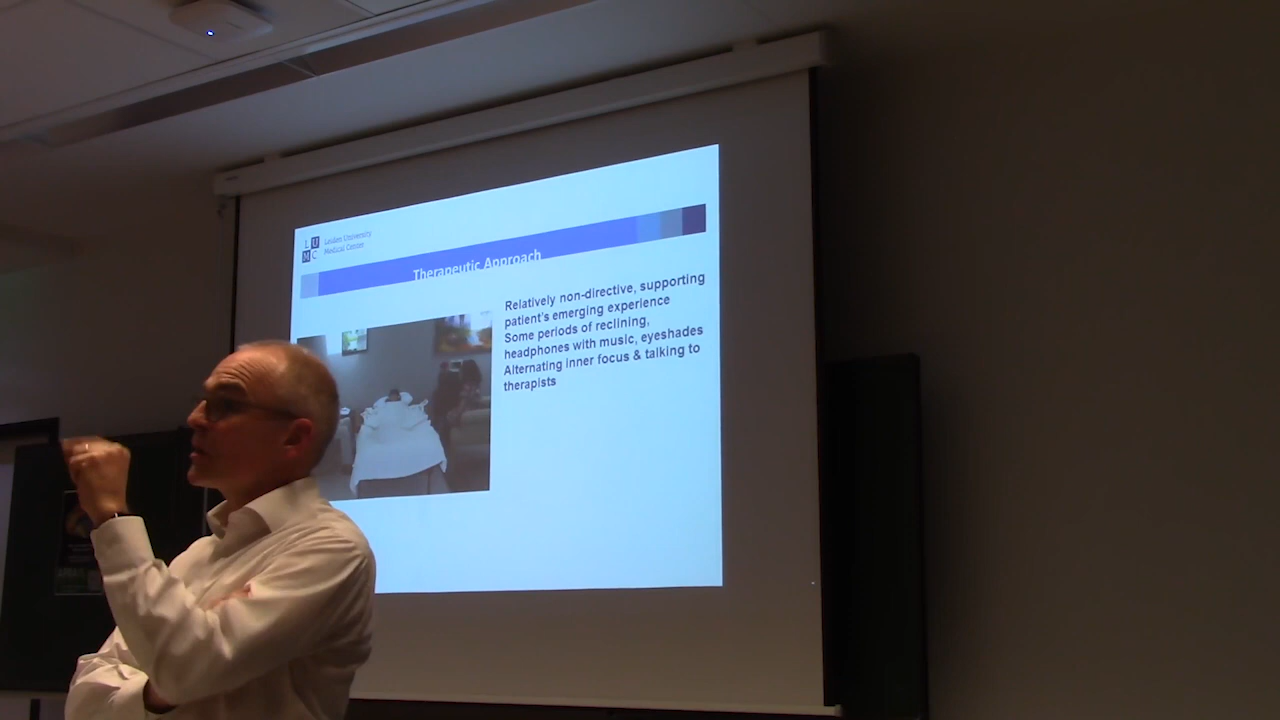 L U
M C
Leiden University
Medical Center
Therapeutic Approach
Relatively non-directive, supporting
patient's emerging experience
Some periods of reclining,
headphones with music, eyeshades
Alternating inner focus & talking to
therapists